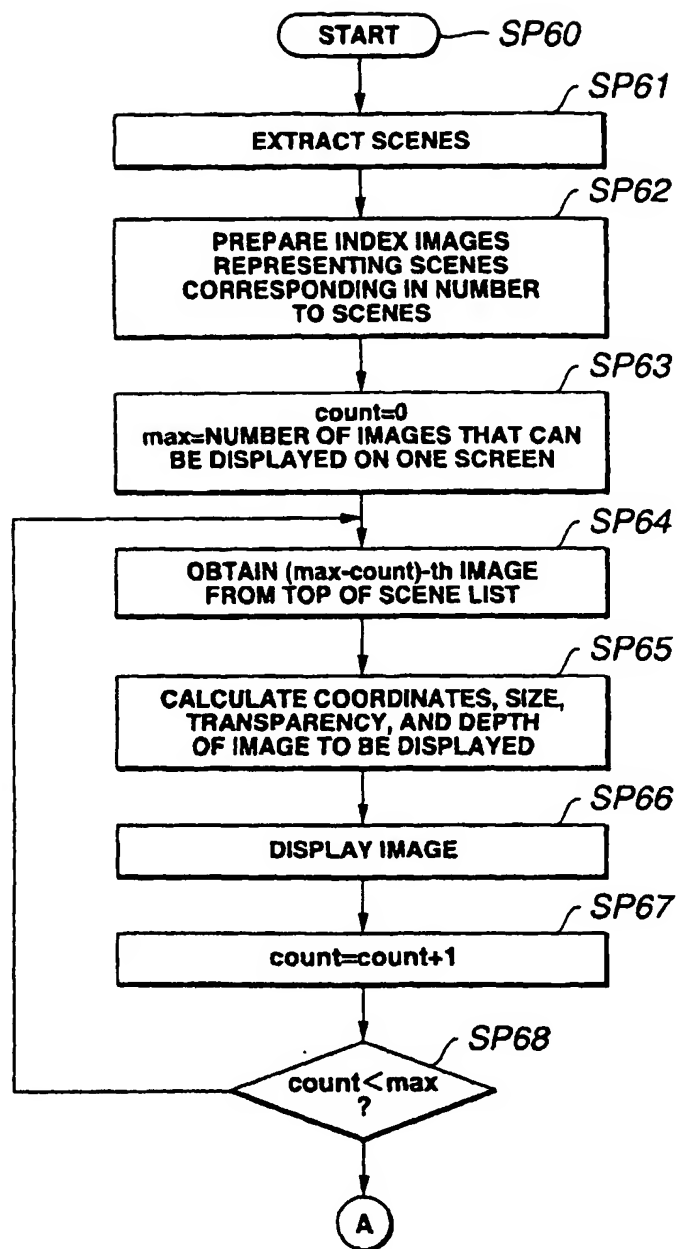 START
SP60
SP61
EXTRACT SCENES
SP62
PREPARE INDEX IMAGES
REPRESENTING SCENES
CORRESPONDING IN NUMBER
TO SCENES
SP63
count=0
max=NUMBER OF IMAGES THAT CAN
BE DISPLAYED ON ONE SCREEN
SP64
OBTAIN (max-count)-th IMAGE
FROM TOP OF SCENE LIST
SP65
CALCULATE COORDINATES, SIZE,
TRANSPARENCY, AND DEPTH
OF IMAGE TO BE DISPLAYED
SP66
DISPLAY IMAGE
SP67
count=count+1
SP68
count<max
?
A